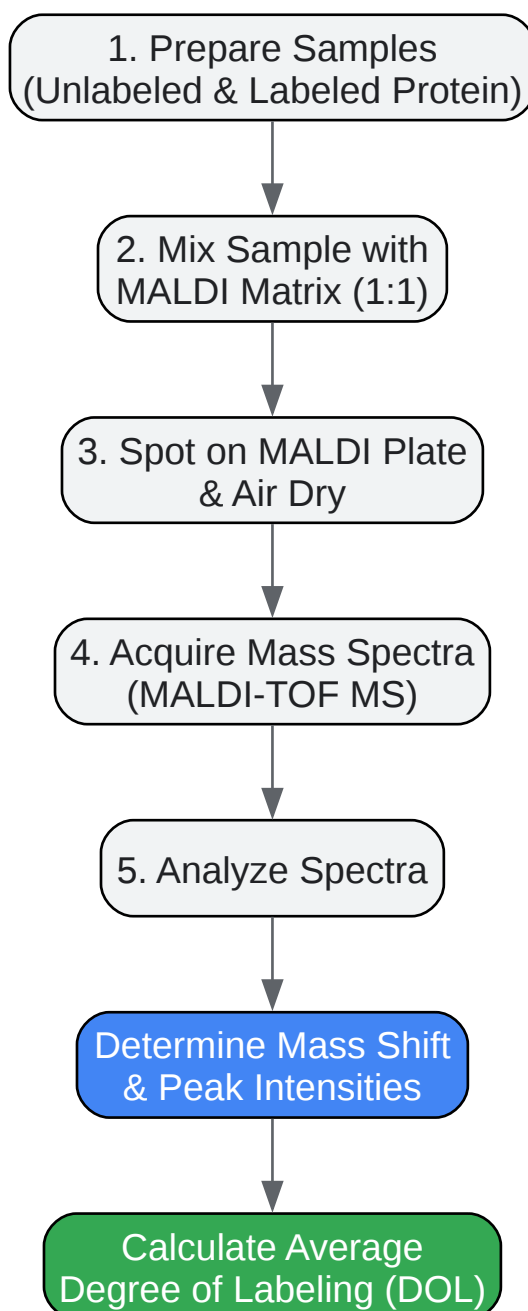 1. Prepare Samples
(Unlabeled & Labeled Protein)
2. Mix Sample with
MALDI Matrix (1:1)
3. Spot on MALDI Plate
& Air Dry
4. Acquire Mass Spectra
(MALDI-TOF MS)
5. Analyze Spectra
Determine Mass Shift
& Peak Intensities
Calculate Average
Degree of Labeling (DOL)